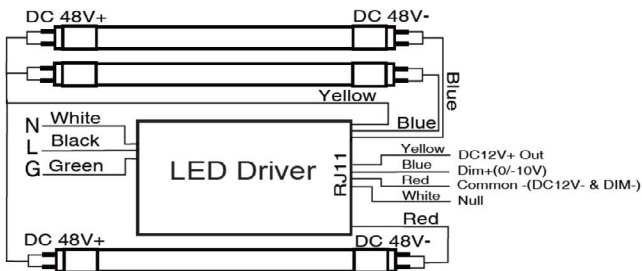 DC 48V+ DC 48V-
Blue
Yellow
Blue
N White
L Black
G Green
LED Driver
RJ11
Yellow DC12V+ Out
Blue Dim+(0/-10V)
Red Common -(DC12V- & DIM-)
White Null
Red
DC 48V+ DC 48V-